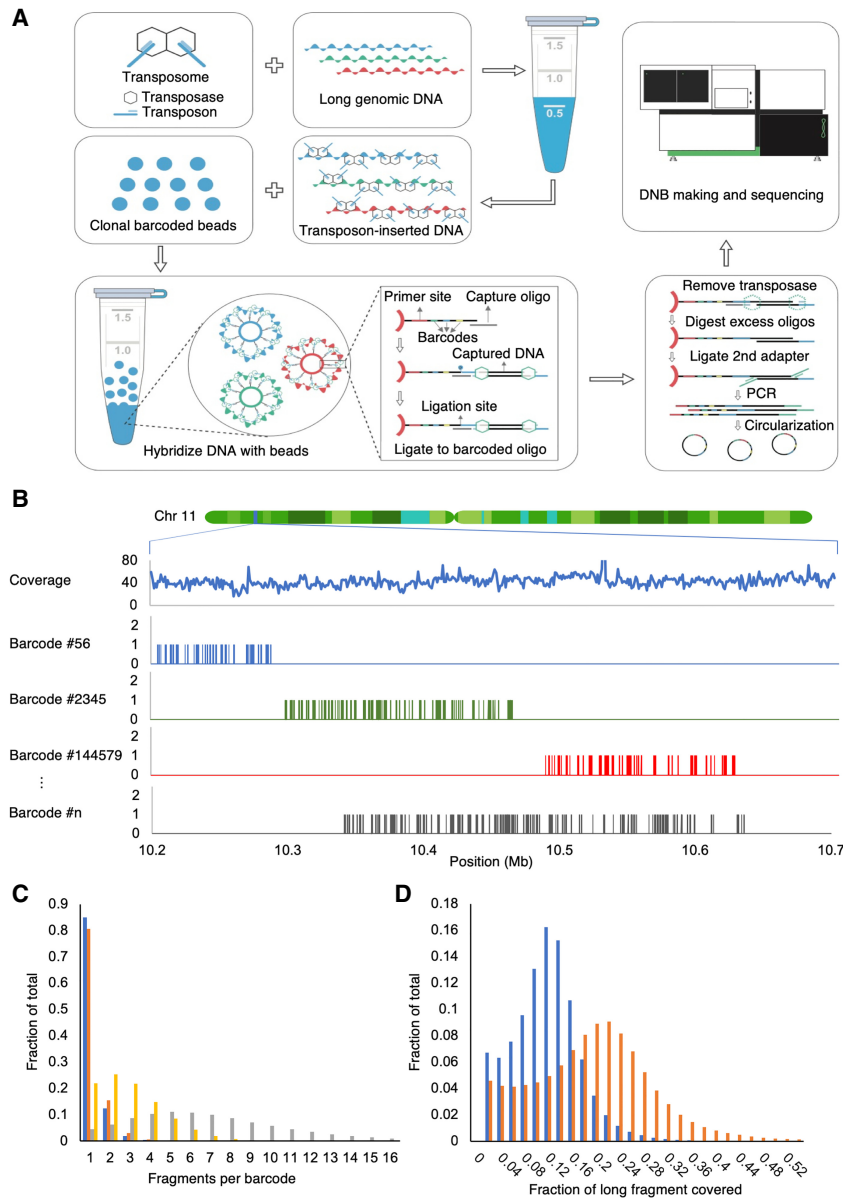 A
Transposome
Transposase
Transposon
Long genomic DNA
1.5
1.0
0.5
DNB making and sequencing
Clonal barcoded beads
Transposon-inserted DNA
1.5
1.0
Hybridize DNA with beads
Primer site
Capture oligo
Barcodes
Captured DNA
Ligation site
Ligate to barcoded oligo
Remove transposase
Digest excess oligos
Ligate 2nd adapter
PCR
Circularization
B
Chr 11
Coverage
80
40
0
Barcode #56
2
1
0
Barcode #2345
2
1
0
Barcode #144579
2
1
0
⋮
Barcode #n
2
1
0
10.2 10.3 10.4 10.5 10.6 10.7
Position (Mb)
C
Fraction of total
0.9
0.8
0.7
0.6
0.5
0.4
0.3
0.2
0.1
0
1 2 3 4 5 6 7 8 9 10 11 12 13 14 15 16
Fragments per barcode
D
Fraction of total
0.18
0.16
0.14
0.12
0.1
0.08
0.06
0.04
0.02
0
0 0.04 0.08 0.12 0.16 0.2 0.24 0.28 0.32 0.36 0.4 0.44 0.48 0.52
Fraction of long fragment covered